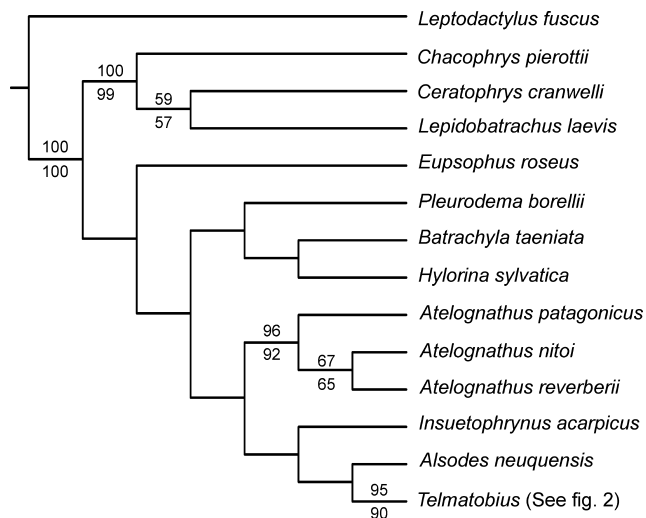 Leptodactylus fuscus
Chacophrys pierottii
100
99
Ceratophrys cranwelli
59
57
Lepidobatrachus laevis
100
100
Eupsophus roseus
Pleurodema borellii
Batrachyla taeniata
Hylorina sylvatica
Atelognathus patagonicus
96
92
Atelognathus nitoi
67
65
Atelognathus reverberii
Insuetophrynus acarpicus
Alsodes neuquensis
95
Telmatobius (See fig. 2)
90